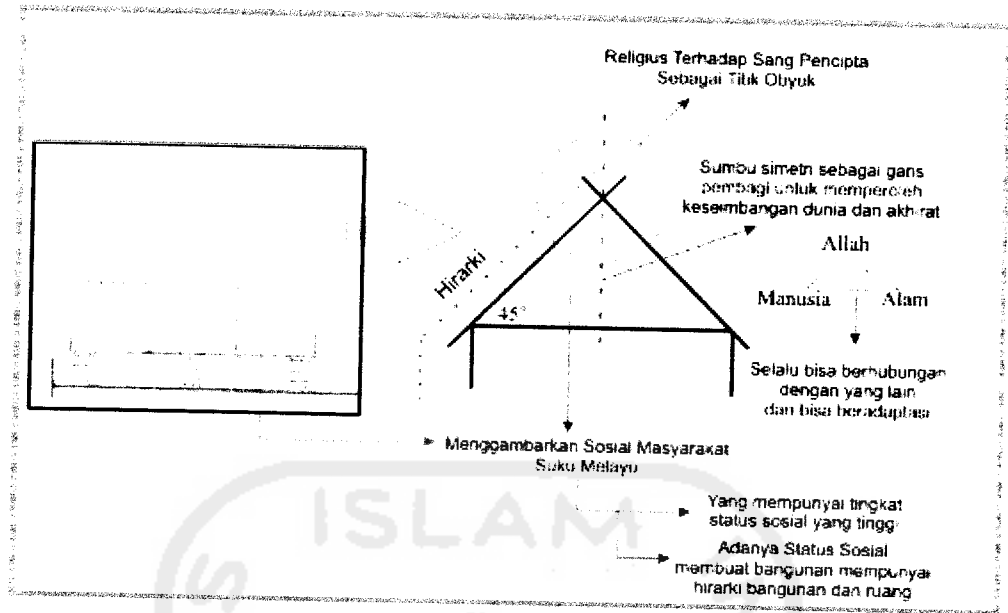 Religius Terhadap Sang Pencipta
Sebagai Titik Obyuk
Sumbu simetri sebagai garis
pembagi untuk memperoleh
keseimbangan dunia dan akhirat
Hirarki
Allah
Manusia
Alam
45°
Selalu bisa berhubungan
dengan yang lain
dan bisa beradaptasi
Menggambarkan Sosial Masyarakat
Suku Melayu
ISLAM
Yang mempunyai tingkat
status sosial yang tinggi
Adanya Status Sosial
membuat bangunan mempunyai
hirarki bangunan dan ruang